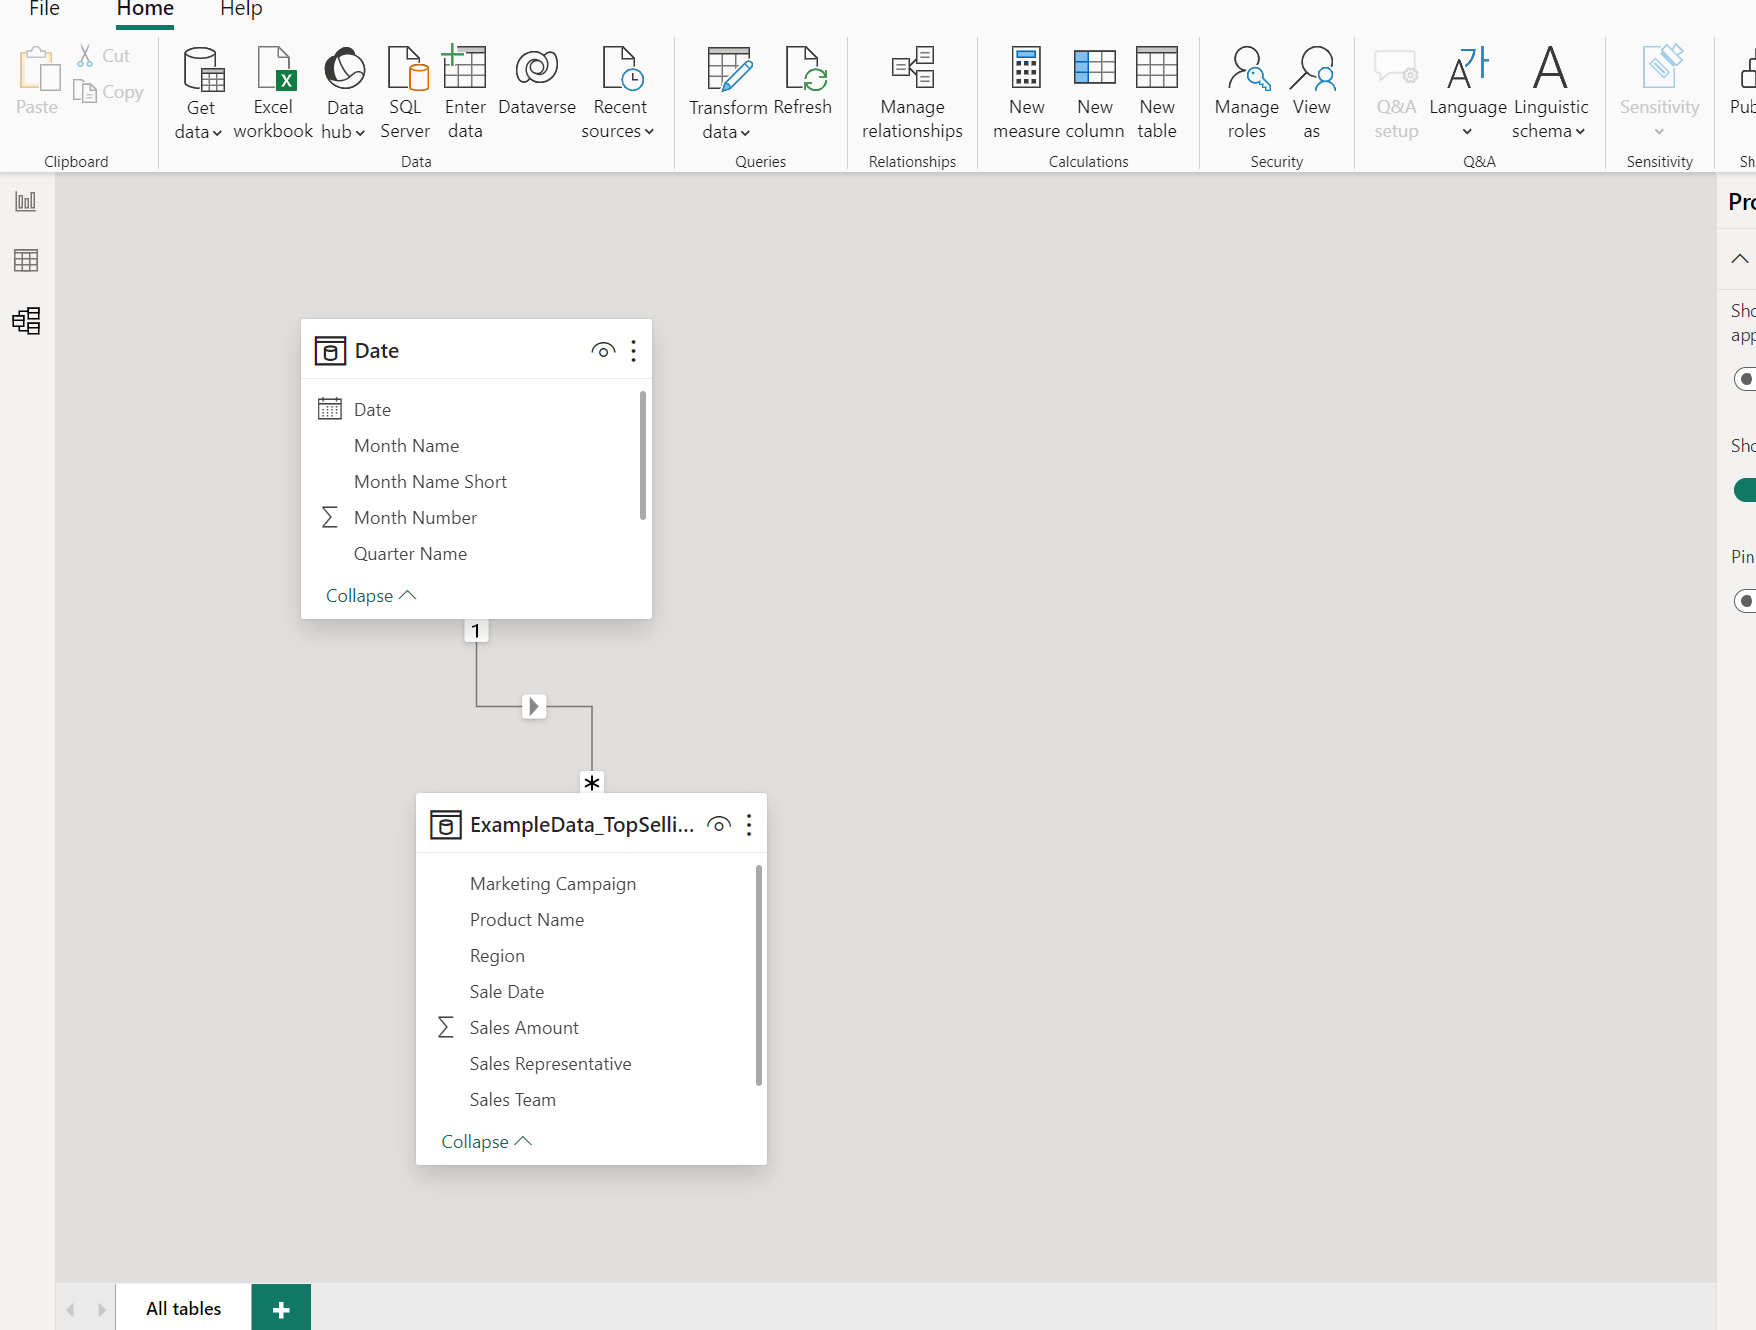 File Home Help
Paste
Cut
Copy
Get data
Excel workbook
Data hub
SQL Server
Enter data
Dataverse
Recent sources
Transform data
Refresh
Manage relationships
New measure
New column
New table
Manage roles
View as
Q&A setup
Language
Linguistic schema
Sensitivity
Pub
Clipboard
Data
Queries
Relationships
Calculations
Security
Q&A
Sensitivity
Sh
Pro
Sho
app
Sho
Pin
Date
Date
Month Name
Month Name Short
Month Number
Quarter Name
Collapse
1
*
ExampleData_TopSelli...
Marketing Campaign
Product Name
Region
Sale Date
Sales Amount
Sales Representative
Sales Team
Collapse
All tables
+